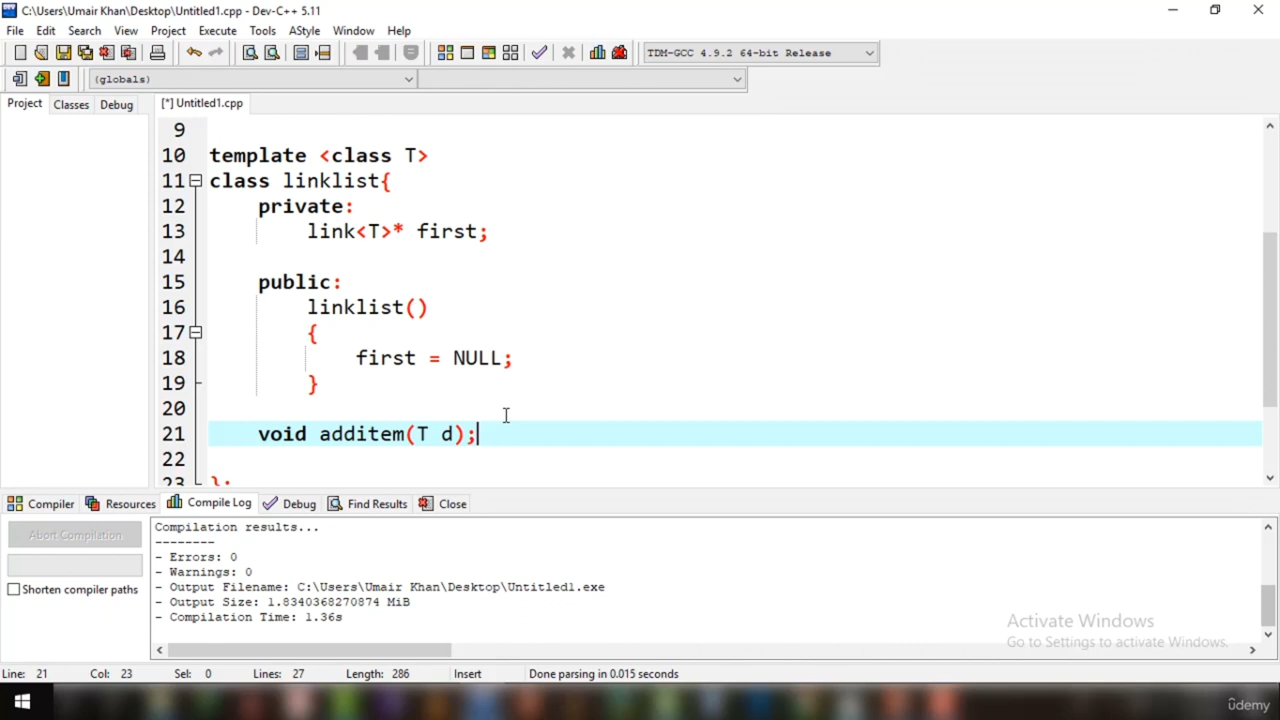 C:\Users\Umair Khan\Desktop\Untitled1.cpp - Dev-C++ 5.11
File Edit Search View Project Execute Tools AStyle Window Help
TDM-GCC 4.9.2 64-bit Release
(globals)
Project Classes Debug [*] Untitled1.cpp
9
10 template <class T>
11 class linklist{
12 private:
13 link<T>* first;
14
15 public:
16 linklist()
17 {
18 first = NULL;
19 }
20
21 void additem(T d);
22
23 };
Compiler Resources Compile Log Debug Find Results Close
Abort Compilation
Shorten compiler paths
Compilation results...
--------
- Errors: 0
- Warnings: 0
- Output Filename: C:\Users\Umair Khan\Desktop\Untitled1.exe
- Output Size: 1.8340368270874 MiB
- Compilation Time: 1.36s
Activate Windows
Go to Settings to activate Windows.
Line: 21 Col: 23 Sel: 0 Lines: 27 Length: 286 Insert Done parsing in 0.015 seconds
ûdemy